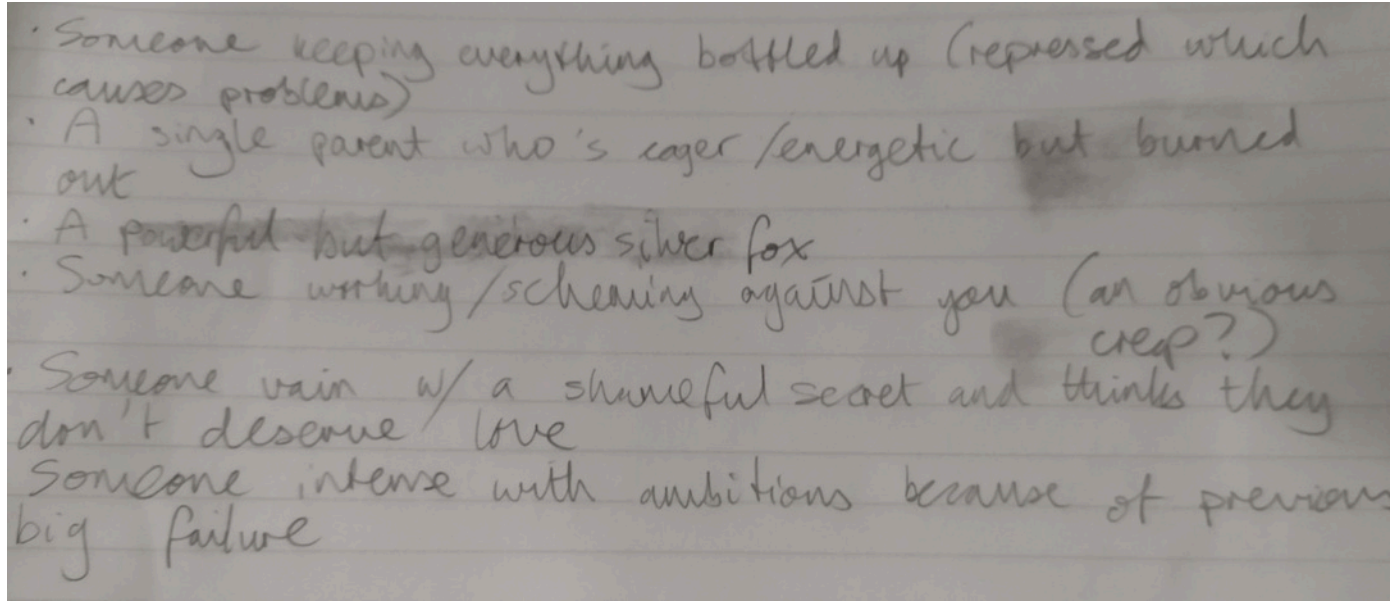 · Someone keeping everything bottled up (repressed which
causes problems)
· A single parent who's eager/energetic but burned
out
· A powerful but generous silver fox
· Someone working/scheming against you (an obvious
creep?)
· Someone vain w/ a shameful secret and thinks they
don't deserve love
Someone intense with ambitions because of previous
big failure